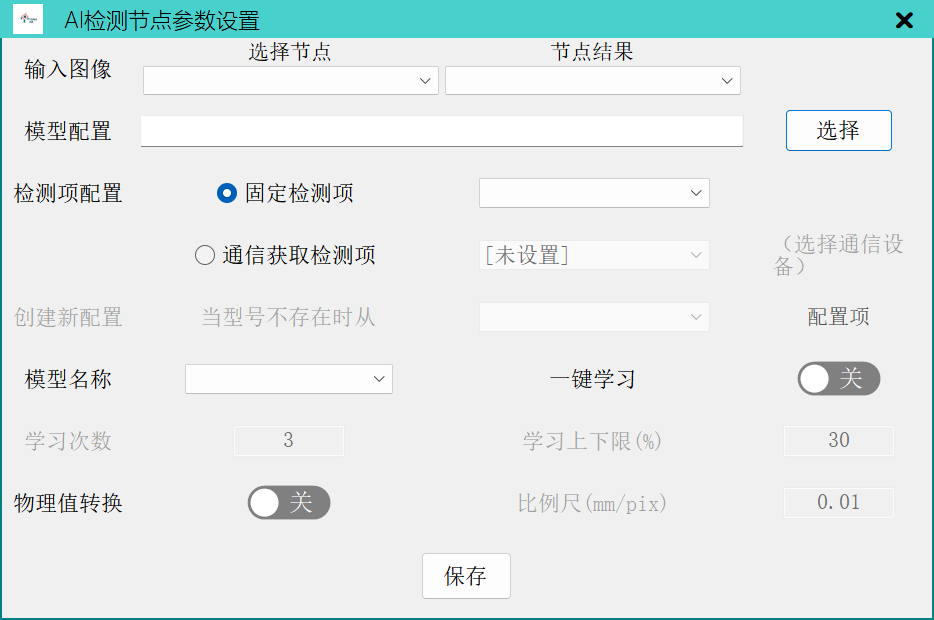 AI检测节点参数设置
选择节点 节点结果
输入图像
模型配置 选择
检测项配置 固定检测项
通信获取检测项 [未设置] （选择通信设
备）
创建新配置 当型号不存在时从 配置项
模型名称 一键学习 关
学习次数 3 学习上下限(%) 30
物理值转换 关 比例尺(mm/pix) 0.01
保存